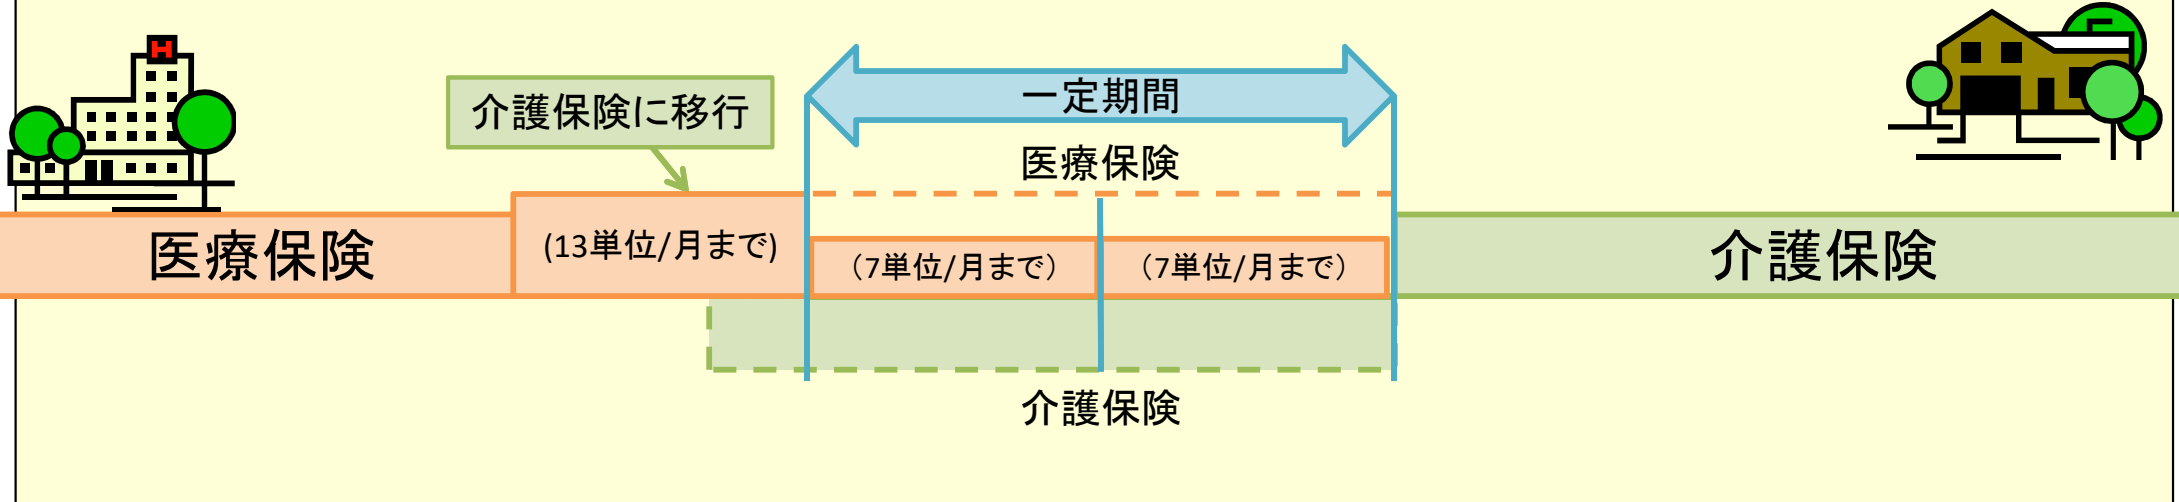 H
介護保険に移行
一定期間
医療保険
医療保険
(13単位/月まで)
（7単位/月まで）
（7単位/月まで）
介護保険
介護保険